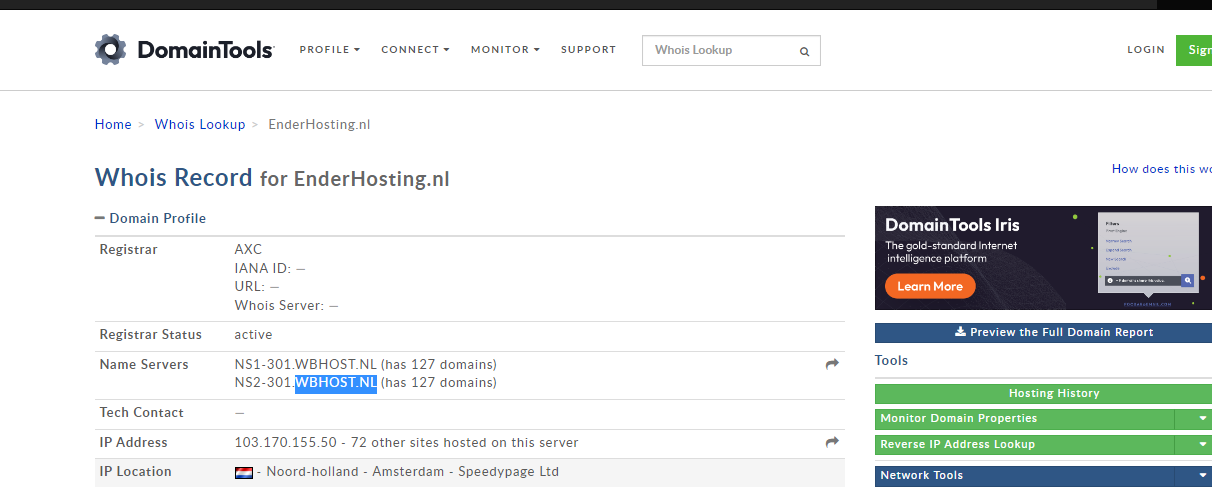 DomainTools
PROFILE CONNECT MONITOR SUPPORT
Whois Lookup
LOGIN
Sign
Home > Whois Lookup > EnderHosting.nl
Whois Record for EnderHosting.nl
How does this wo
— Domain Profile
Registrar AXC
IANA ID: —
URL: —
Whois Server: —
Registrar Status active
Name Servers NS1-301.WBHOST.NL (has 127 domains)
NS2-301.WBHOST.NL (has 127 domains)
Tech Contact —
IP Address 103.170.155.50 - 72 other sites hosted on this server
IP Location - Noord-holland - Amsterdam - Speedypage Ltd
DomainTools Iris
The gold-standard Internet
intelligence platform
Learn More
Filters
Preview the Full Domain Report
Tools
Hosting History
Monitor Domain Properties
Reverse IP Address Lookup
Network Tools